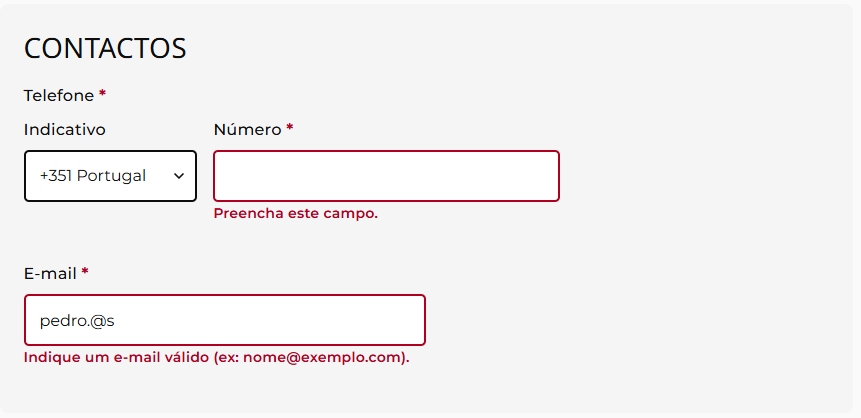 CONTACTOS
Telefone *
Indicativo
Número *
+351 Portugal
Preencha este campo.
E-mail *
pedro.@s
Indique um e-mail válido (ex: nome@exemplo.com).